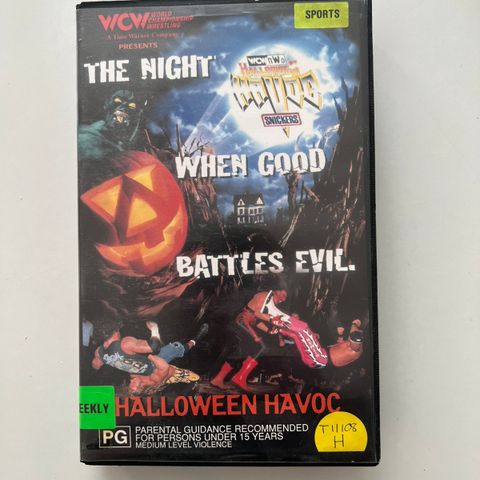 WCW WORLD
CHAMPIONSHIP
WRESTLING
A Time Warner Company
PRESENTS
SPORTS
THE NIGHT
WCW/NWO
HALLOWEEN
HAVOC
SNICKERS
WHEN GOOD
BATTLES EVIL.
EEKLY
HALLOWEEN HAVOC
PG
PARENTAL GUIDANCE RECOMMENDED
FOR PERSONS UNDER 15 YEARS
MEDIUM LEVEL VIOLENCE
T11108
H